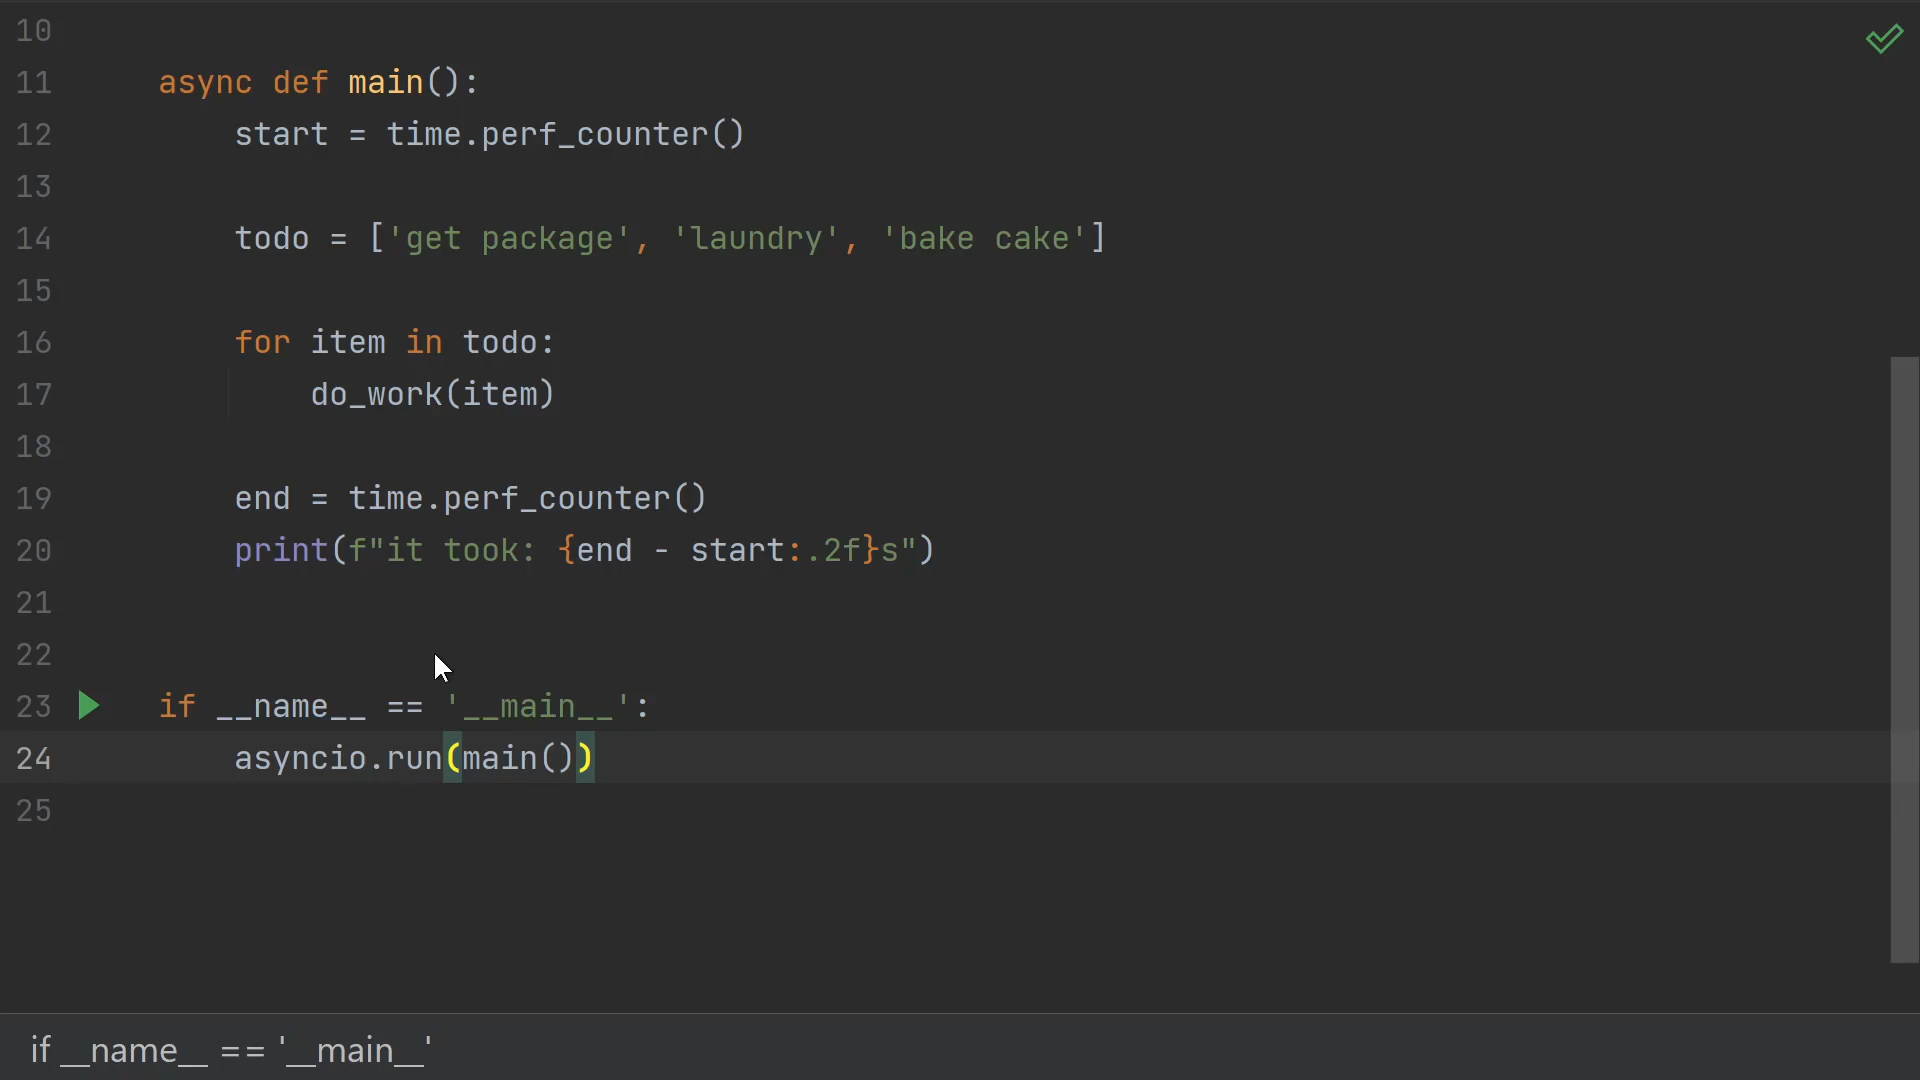 10
11 async def main():
12 start = time.perf_counter()
13
14 todo = ['get package', 'laundry', 'bake cake']
15
16 for item in todo:
17 do_work(item)
18
19 end = time.perf_counter()
20 print(f"it took: {end - start:.2f}s")
21
22
23 if __name__ == '__main__':
24 asyncio.run(main())
25
if __name__ == '__main__'